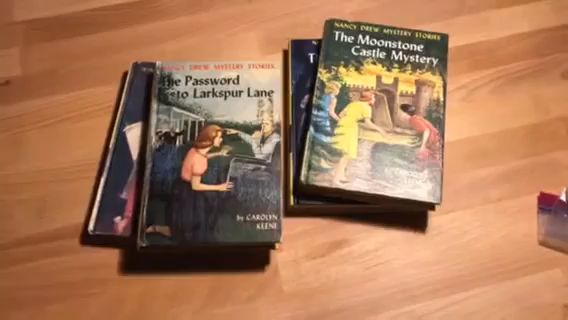 NANCY DREW MYSTERY STORIES
The Password
to Larkspur Lane
by CAROLYN
KEENE
NANCY DREW MYSTERY STORIES
The Moonstone
Castle Mystery
T